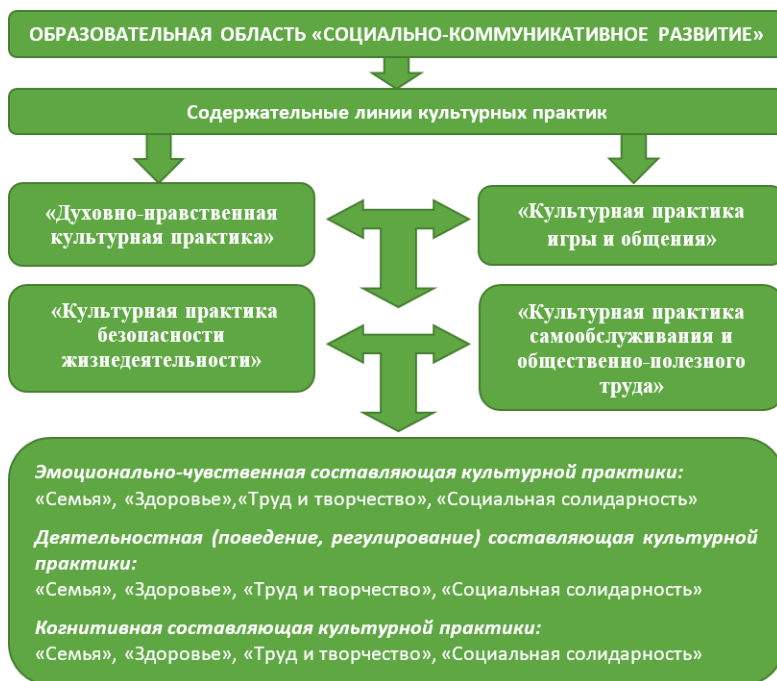 ОБРАЗОВАТЕЛЬНАЯ ОБЛАСТЬ «СОЦИАЛЬНО-КОММУНИКАТИВНОЕ РАЗВИТИЕ»
Содержательные линии культурных практик
«Духовно-нравственная
культурная практика»
«Культурная практика
игры и общения»
«Культурная практика
безопасности
жизнедеятельности»
«Культурная практика
самообслуживания и
общественно-полезного
труда»
Эмоционально-чувственная составляющая культурной практики:
«Семья», «Здоровье»,«Труд и творчество», «Социальная солидарность»
Деятельностная (поведение, регулирование) составляющая культурной
практики:
«Семья», «Здоровье», «Труд и творчество», «Социальная солидарность»
Когнитивная составляющая культурной практики:
«Семья», «Здоровье», «Труд и творчество», «Социальная солидарность»